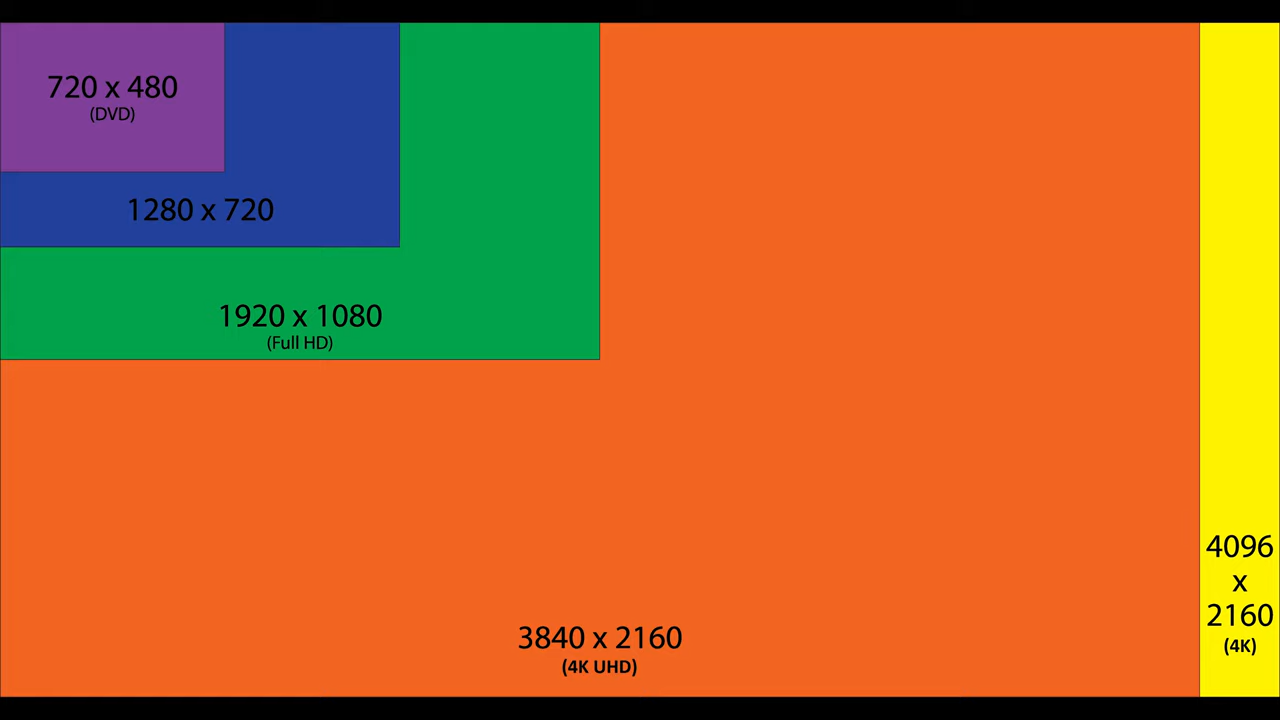 720 x 480
(DVD)
1280 x 720
1920 x 1080
(Full HD)
3840 x 2160
(4K UHD)
4096
x
2160
(4K)